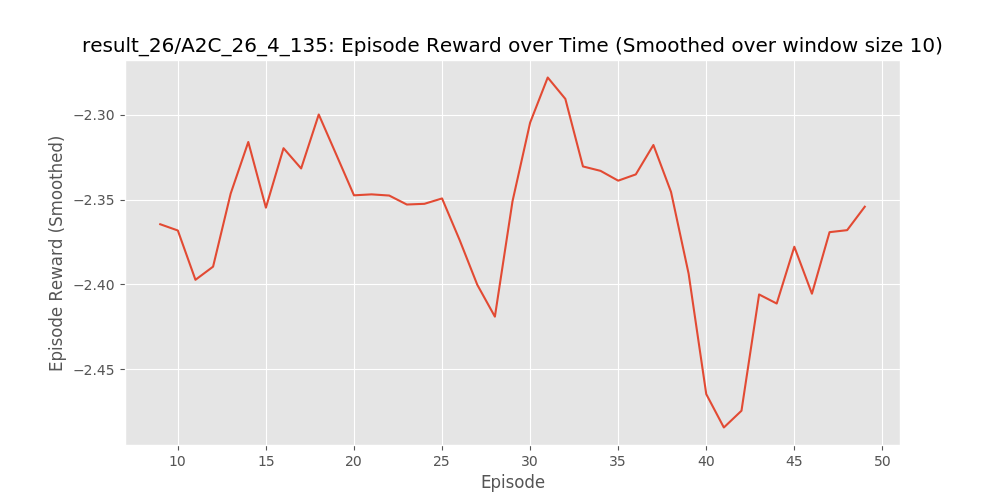 result_26/A2C_26_4_135: Episode Reward over Time (Smoothed over window size 10)
Episode Reward (Smoothed)
−2.30
−2.35
−2.40
−2.45
10 15 20 25 30 35 40 45 50
Episode